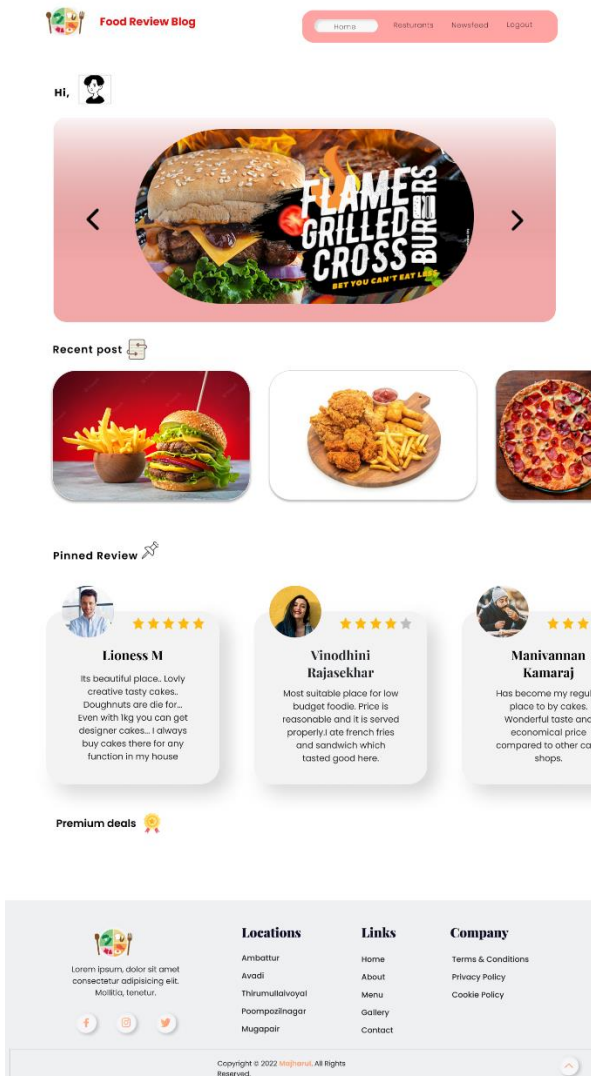 Food Review Blog
Home Resturants Newsfeed Logout
Hi,
FLAME
GRILLED
CROSS
BURGERS
BET YOU CAN'T EAT LESS
Recent post
Pinned Review
Lioness M
Its beautiful place.. Lovly
creative tasty cakes..
Doughnuts are die for...
Even with 1kg you can get
designer cakes... I always
buy cakes there for any
function in my house
Vinodhini
Rajasekhar
Most suitable place for low
budget foodie. Price is
reasonable and it is served
properly.I ate french fries
and sandwich which
tasted good here.
Manivannan
Kamaraj
Has become my regul
place to by cakes.
Wonderful taste and
economical price
compared to other ca
shops.
Premium deals
Lorem ipsum, dolor sit amet
consectetur adipisicing elit.
Mollitia, tenetur.
Locations
Ambattur
Avadi
Thirumullaivoyal
Poompozilnagar
Mugapair
Links
Home
About
Menu
Gallery
Contact
Company
Terms & Conditions
Privacy Policy
Cookie Policy
Copyright © 2022 Majharul. All Rights
Reserved.